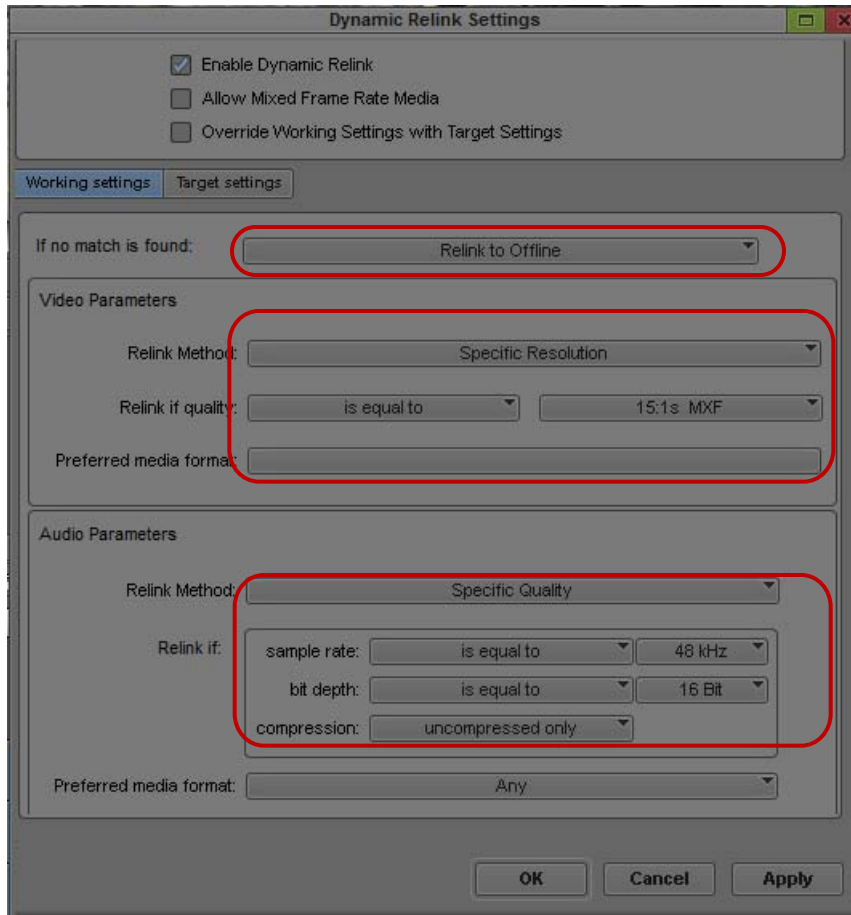 Dynamic Relink Settings
Enable Dynamic Relink
Allow Mixed Frame Rate Media
Override Working Settings with Target Settings
Working settings Target settings
If no match is found: Relink to Offline
Video Parameters
Relink Method: Specific Resolution
Relink if quality: is equal to 15:1s MXF
Preferred media format:
Audio Parameters
Relink Method: Specific Quality
Relink if: sample rate: is equal to 48 kHz
bit depth: is equal to 16 Bit
compression: uncompressed only
Preferred media format: Any
OK Cancel Apply